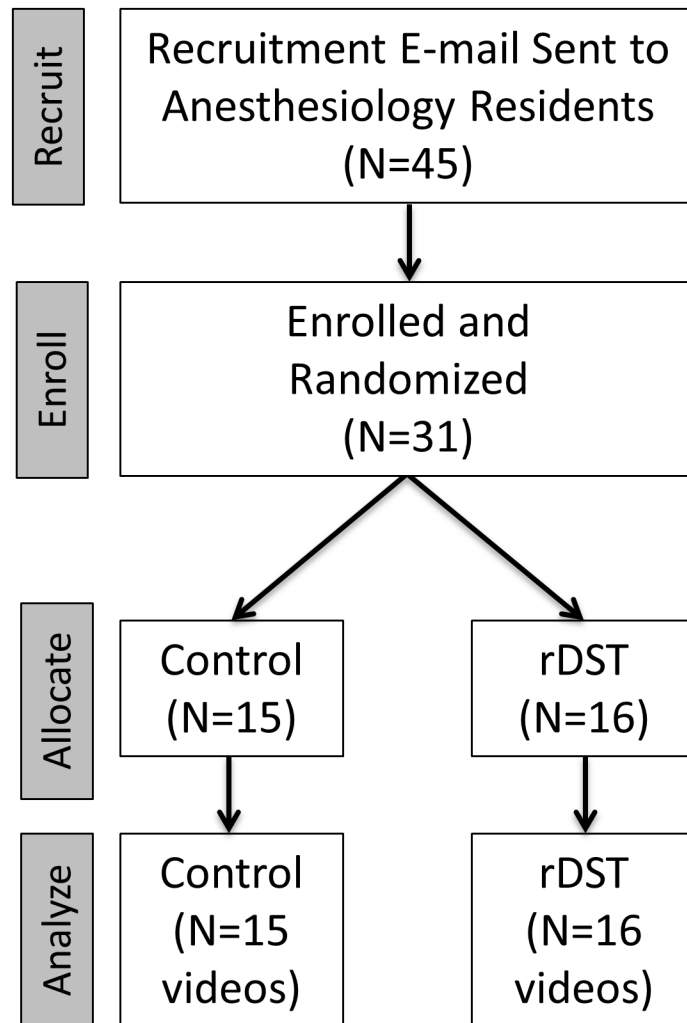 Recruit
Recruitment E-mail Sent to
Anesthesiology Residents
(N=45)
Enroll
Enrolled and
Randomized
(N=31)
Allocate
Control
(N=15)
rDST
(N=16)
Analyze
Control
(N=15
videos)
rDST
(N=16
videos)